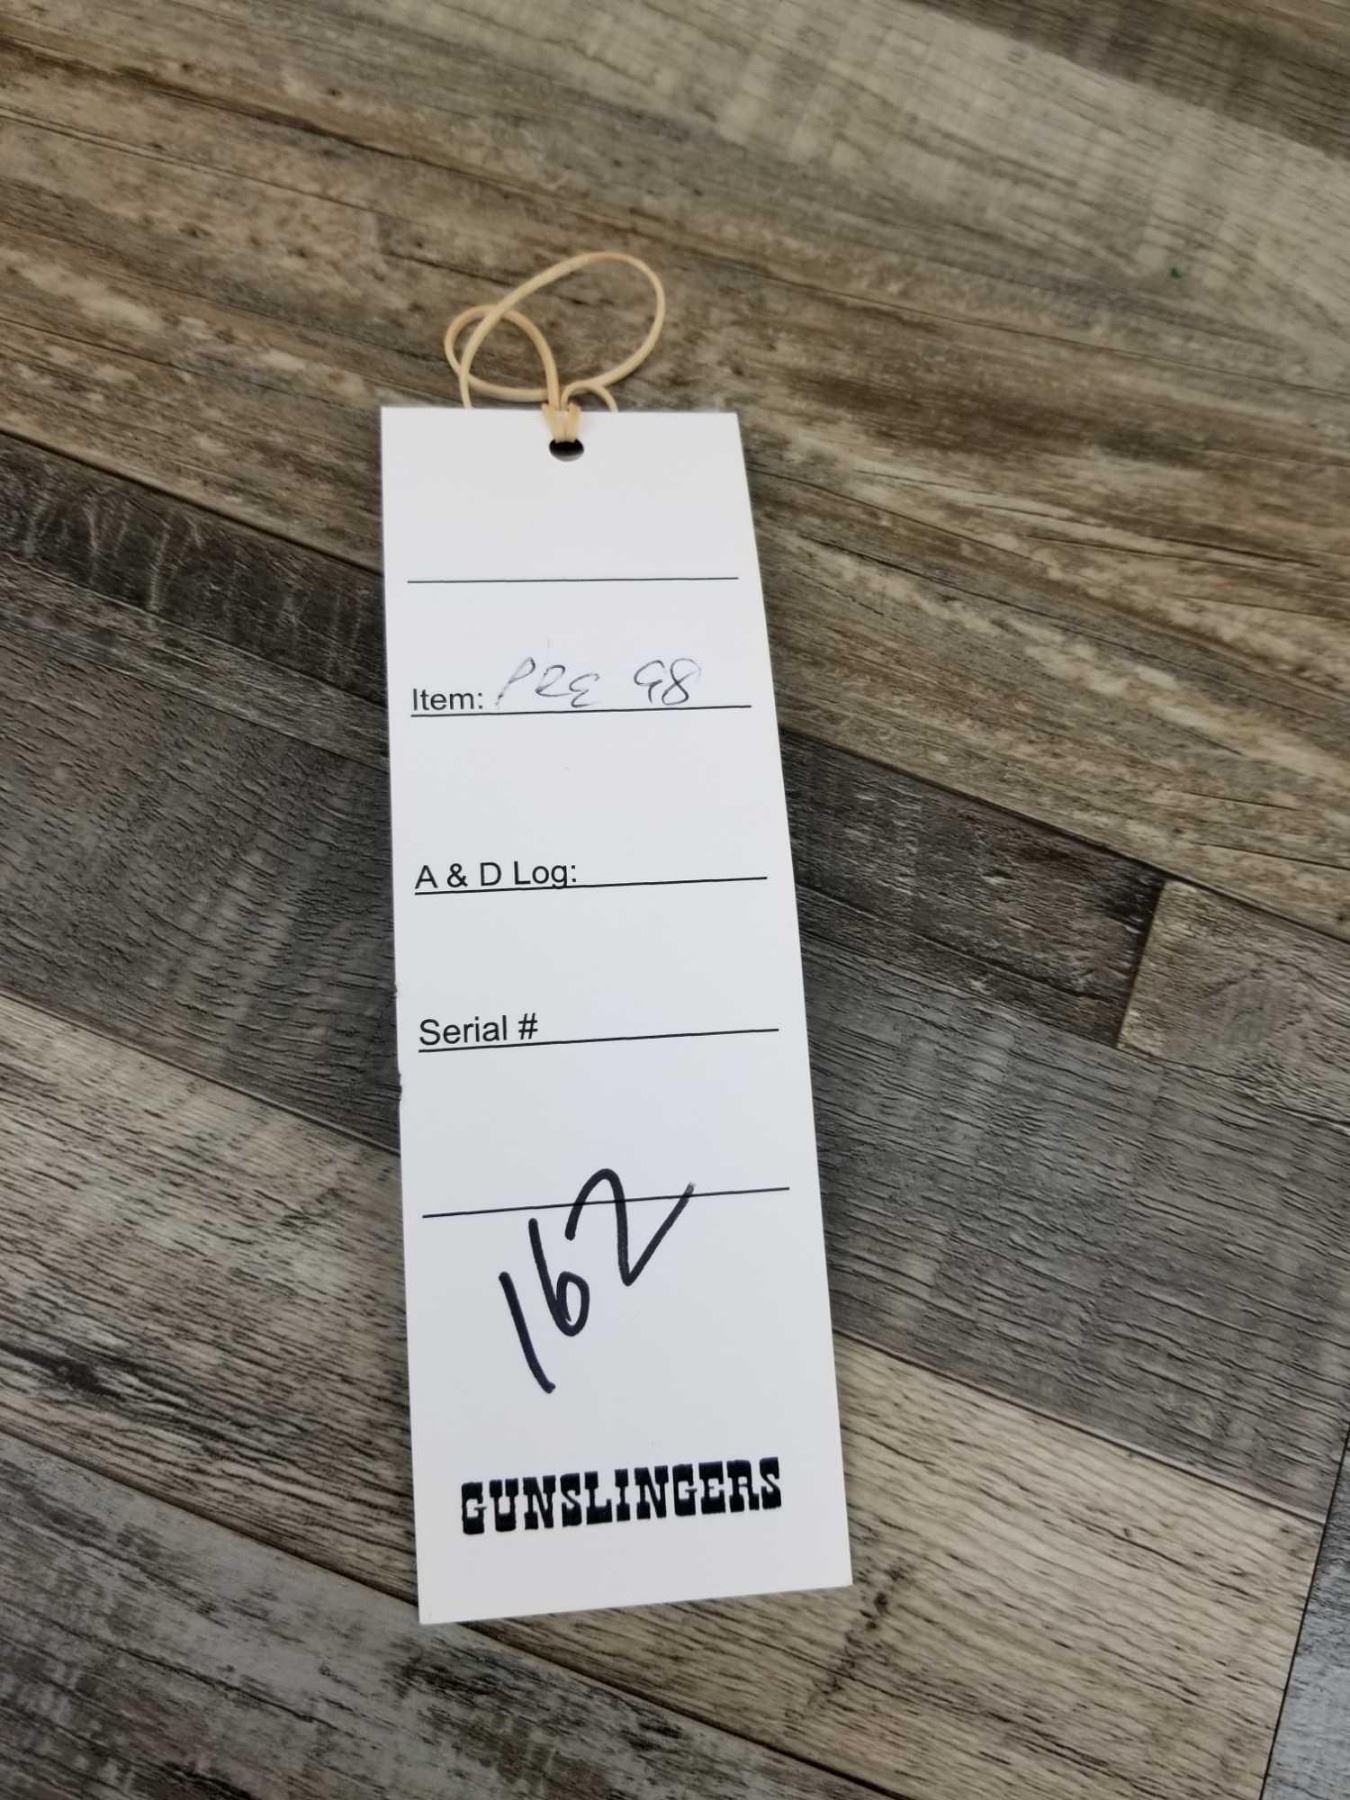 Item: PRE 98
A & D Log:
Serial #
162
GUNSLINGERS